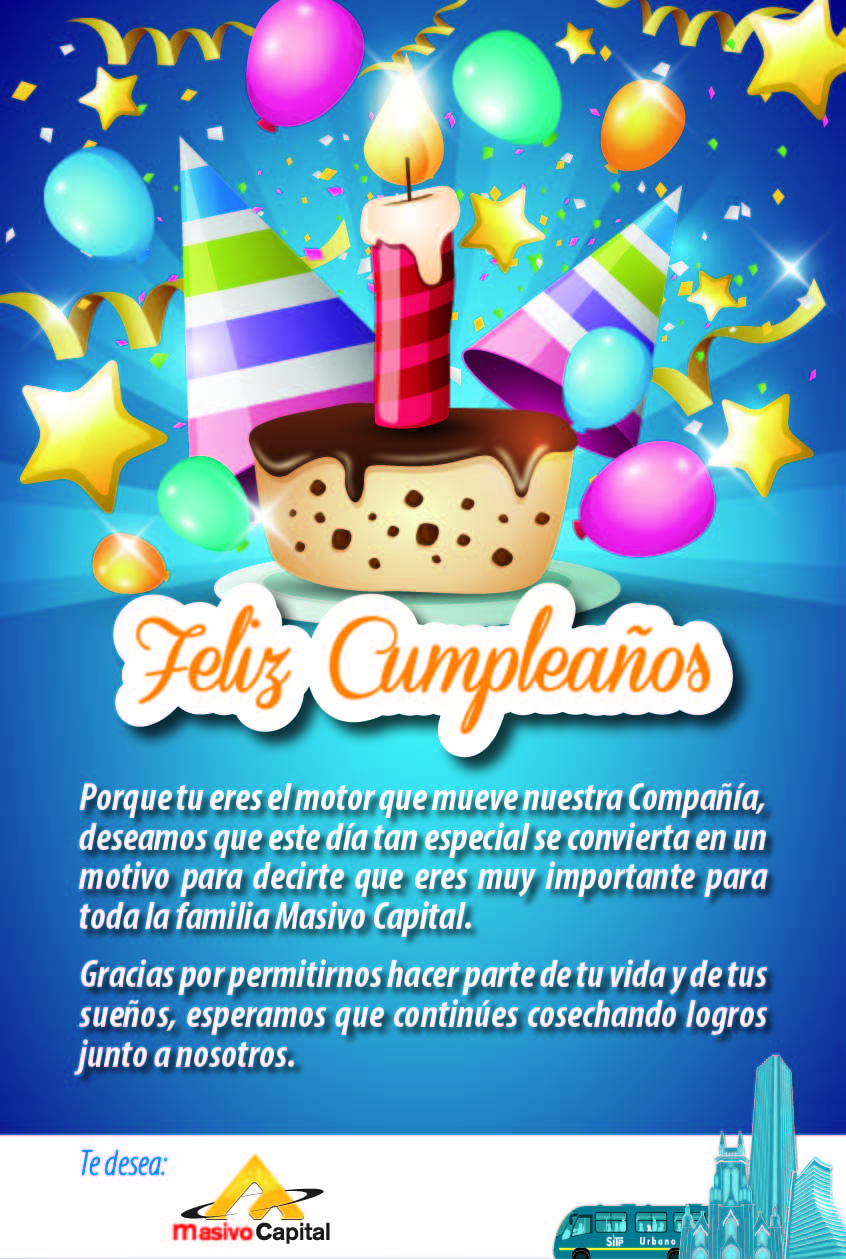 Feliz Cumpleaños
Porque tu eres el motor que mueve nuestra Compañía,
deseamos que este día tan especial se convierta en un
motivo para decirte que eres muy importante para
toda la familia Masivo Capital.
Gracias por permitirnos hacer parte de tu vida y de tus
sueños, esperamos que continúes cosechando logros
junto a nosotros.
Te desea:
masivo Capital
SiTP Urbano